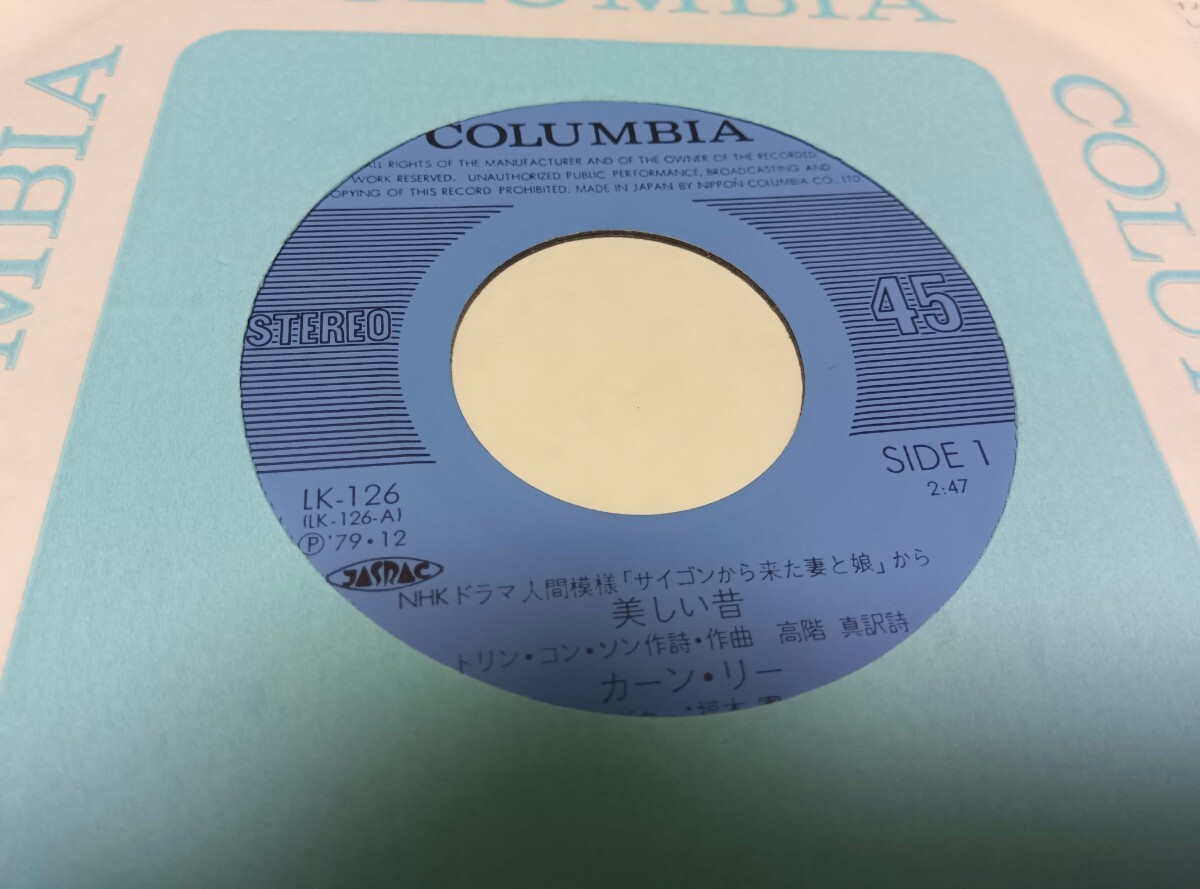 COLUMBIA
COLUMBIA
ALL RIGHTS OF THE MANUFACTURER AND OF THE OWNER OF THE RECORDED
WORK RESERVED. UNAUTHORIZED PUBLIC PERFORMANCE, BROADCASTING AND
OPYING OF THIS RECORD PROHIBITED. MADE IN JAPAN BY NIPPON COLUMBIA CO., LTD.
STEREO
45
SIDE 1
2:47
LK-126
(LK-126-A)
Ⓟ'79・12
JASRAC
NHKドラマ人間模様「サイゴンから来た妻と娘」から
美しい昔
トリン・コン・ソン作詩・作曲 高階 真訳詩
カーン・リー
MBIA
COLU